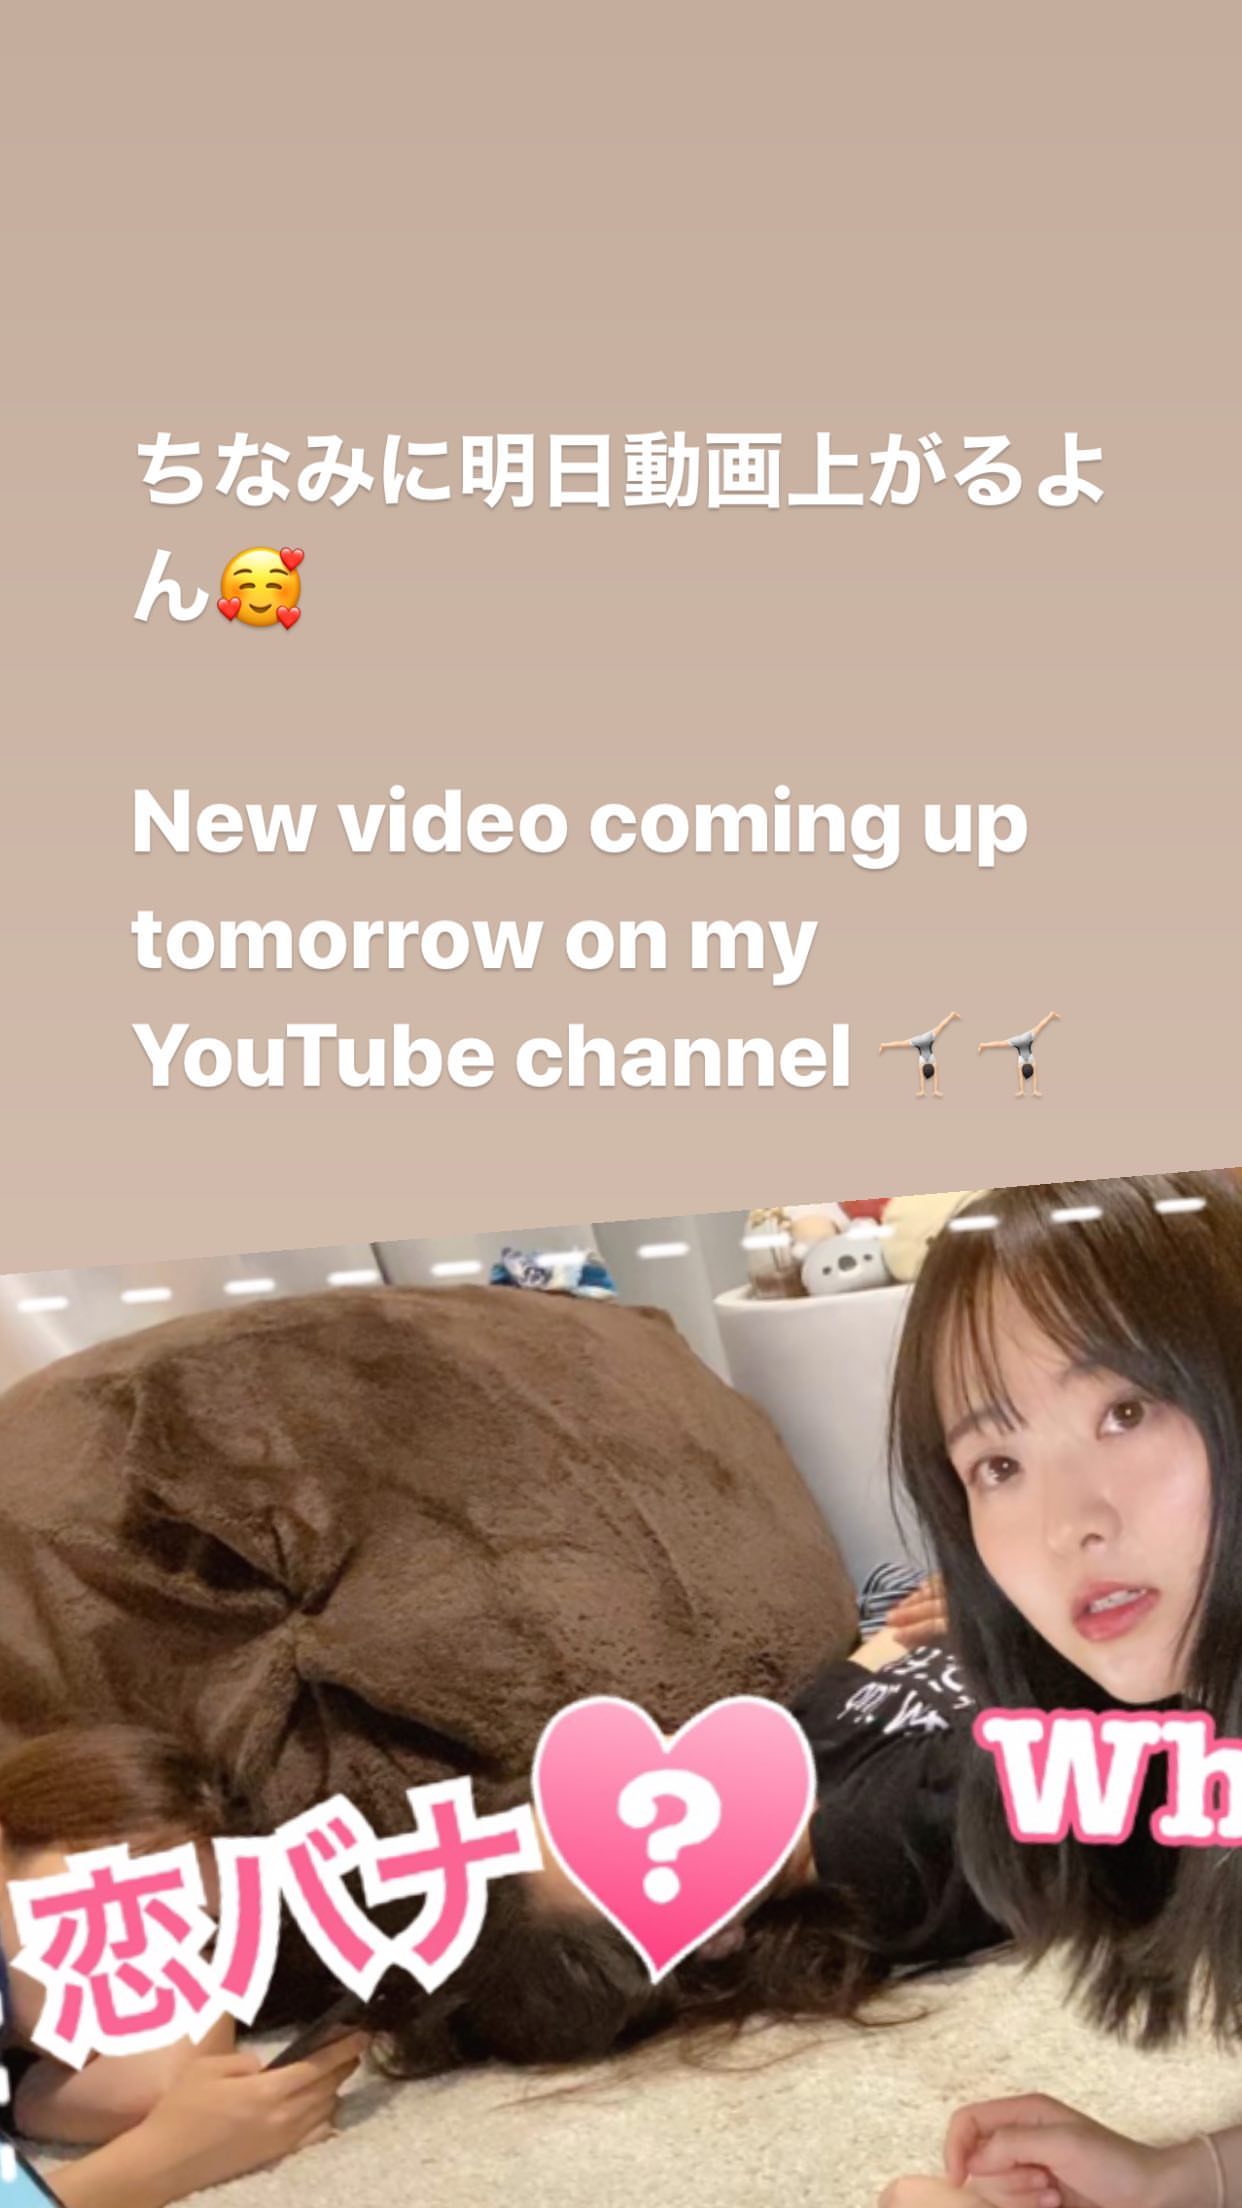 ちなみに明日動画上がるよ
ん🥰
New video coming up
tomorrow on my
YouTube channel 🤸🏻‍♀️🤸🏻‍♀️
恋バナ?
Wh